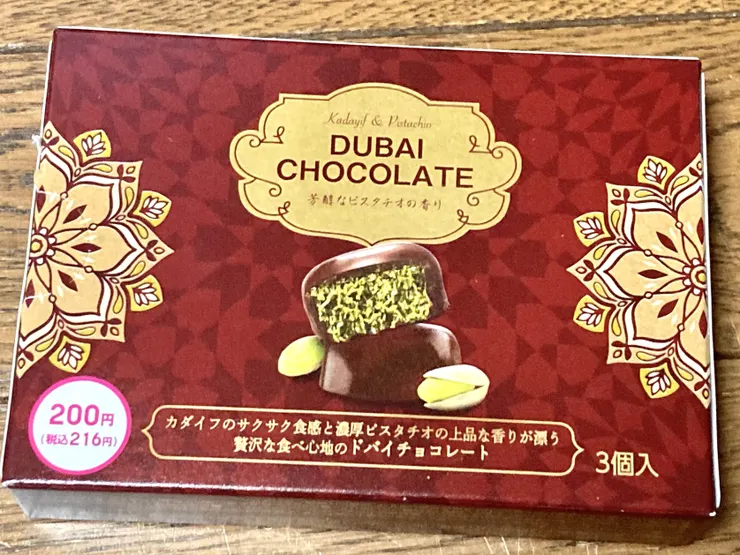 Kadayif & Pistachio
DUBAI
CHOCOLATE
芳醇なピスタチオの香り
200円
(税込216円)
カダイフのサクサク食感と濃厚ピスタチオの上品な香りが漂う
贅沢な食べ心地のドバイチョコレート
3個入